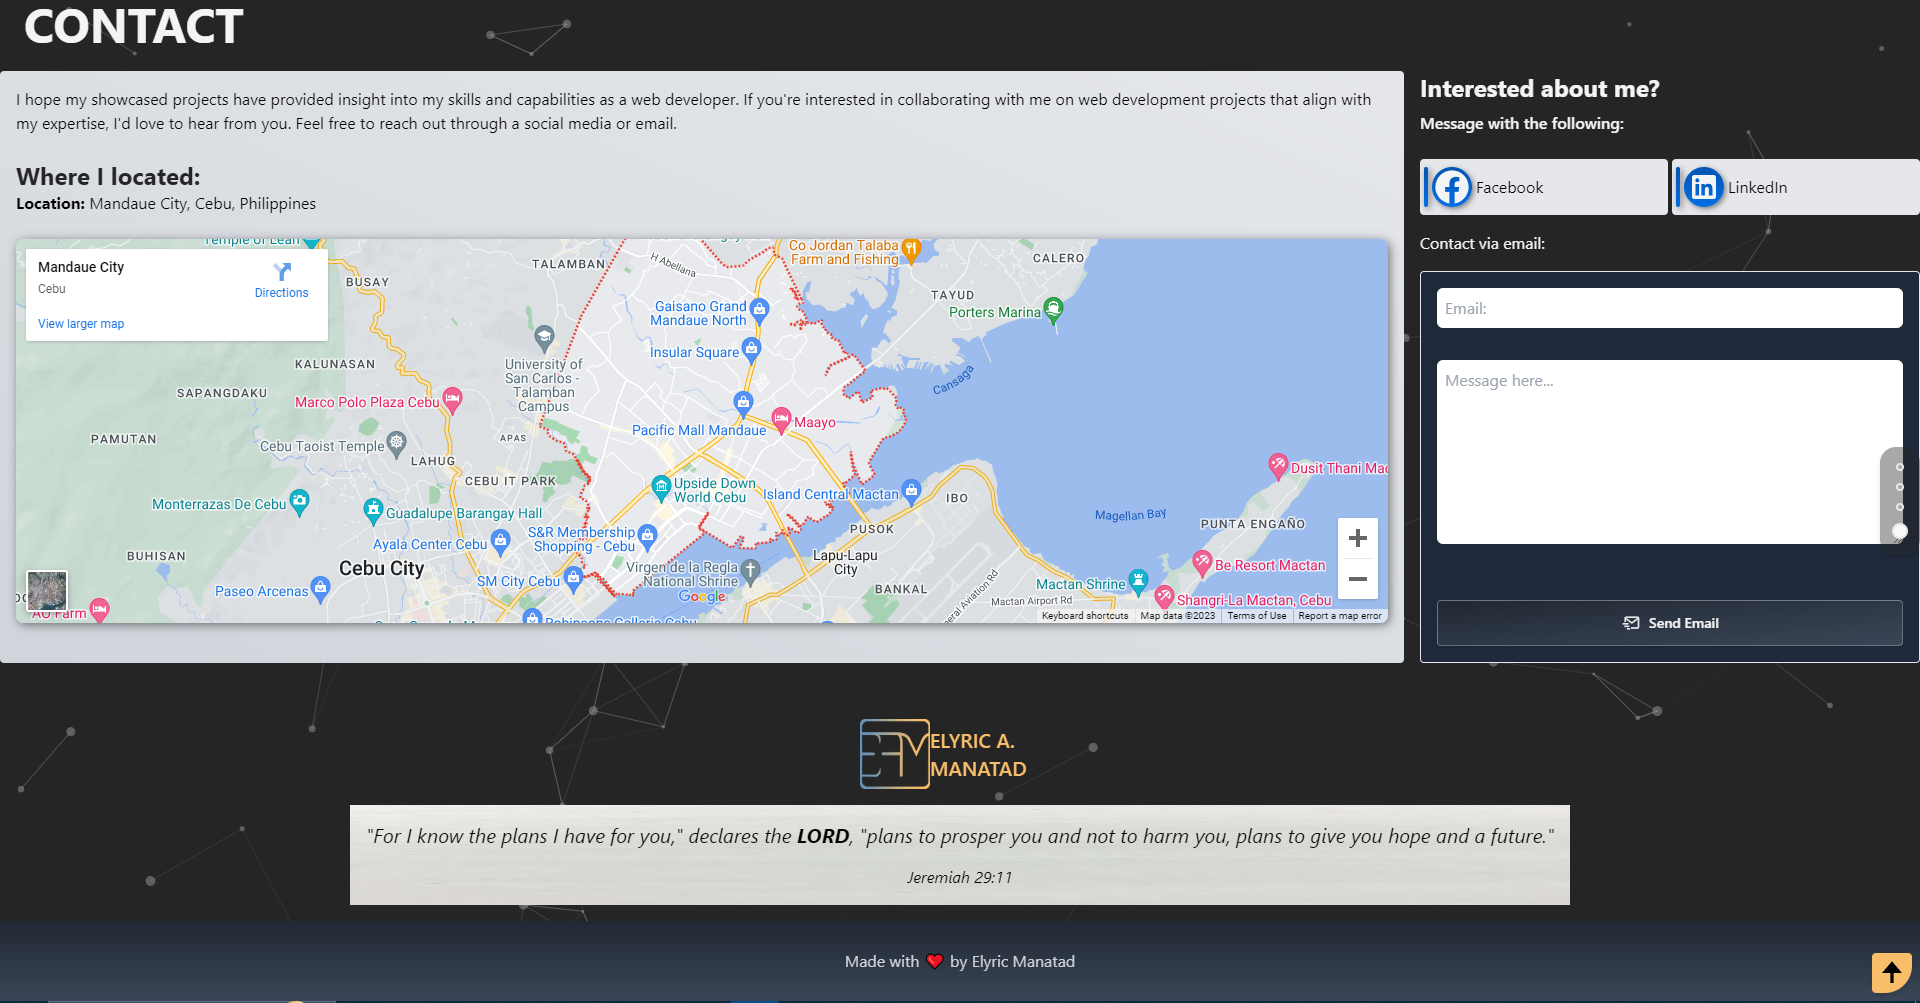 CONTACT
I hope my showcased projects have provided insight into my skills and capabilities as a web developer. If you're interested in collaborating with me on web development projects that align with
my expertise, I'd love to hear from you. Feel free to reach out through a social media or email.
Where I located:
Location: Mandaue City, Cebu, Philippines
Mandaue City
Cebu
Directions
View larger map
Temple of Leah
BUSAY
TALAMBAN
H Abellana
Co Jordan Talaba
Farm and Fishing
CALERO
TAYUD
Porters Marina
Gaisano Grand
Mandaue North
Insular Square
KALUNASAN
University of
San Carlos -
Talamban
Campus
Cansaga
SAPANGDAKU
Marco Polo Plaza Cebu
Pacific Mall Mandaue
Maayo
PAMUTAN
Cebu Taoist Temple
APAS
LAHUG
CEBU IT PARK
Upside Down
World Cebu
Island Central Mactan
IBO
Dusit Thani Mac
Monterrazas De Cebu
Guadalupe Barangay Hall
Magellan Bay
PUNTA ENGAÑO
PUSOK
S&R Membership
Shopping - Cebu
Ayala Center Cebu
BUHISAN
Cebu City
Lapu-Lapu
City
SM City Cebu
Virgen de la Regla
National Shrine
Paseo Arcenas
BANKAL
Be Resort Mactan
Mactan Shrine
Shangri-La Mactan, Cebu
Mactan Airport Rd
eral Aviation Rd
AO Farm
Robinsons Galleria Cebu
Google
Keyboard shortcuts
Map data ©2023
Terms of Use
Report a map error
Interested about me?
Message with the following:
Facebook
LinkedIn
Contact via email:
Email:
Message here...
Send Email
ELYRIC A.
MANATAD
"For I know the plans I have for you," declares the LORD, "plans to prosper you and not to harm you, plans to give you hope and a future."
Jeremiah 29:11
Made with ❤ by Elyric Manatad